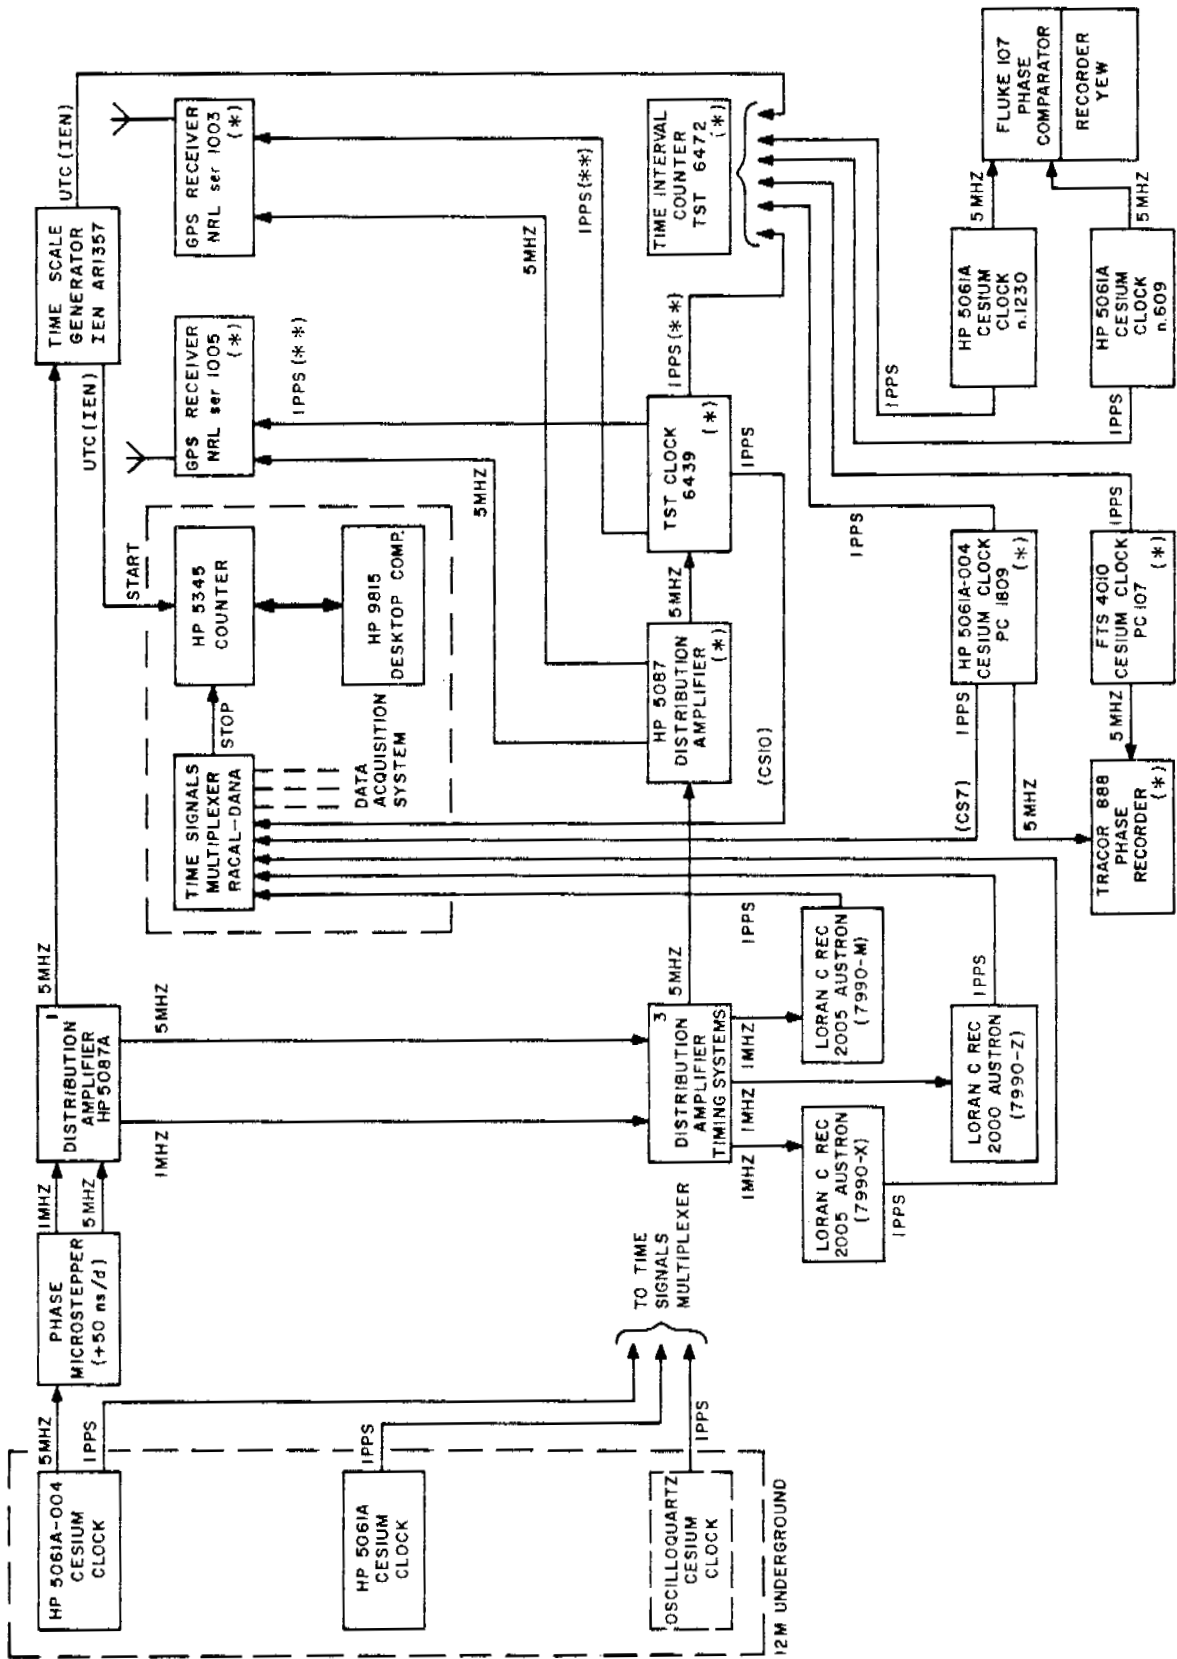 HP 5061A-004
CESIUM
CLOCK
5MHZ
1PPS
HP 5061A
CESIUM
CLOCK
1PPS
OSCILLOQUARTZ
CESIUM
CLOCK
1PPS
12M UNDERGROUND
TO TIME
SIGNALS
MULTIPLEXER
PHASE
MICROSTEPPER
(+50 ns/d)
1MHZ
5MHZ
1
DISTRIBUTION
AMPLIFIER
HP5087A
5MHZ
1MHZ
5MHZ
3
DISTRIBUTION
AMPLIFIER
TIMING SYSTEMS
5MHZ
1MHZ
1MHZ
1MHZ
LORAN C REC
2005 AUSTRON
(7990-X)
1PPS
LORAN C REC
2005 AUSTRON
(7990-M)
1PPS
LORAN C REC
2000 AUSTRON
(7990-Z)
1PPS
TIME SIGNALS
MULTIPLEXER
RACAL-DANA
STOP
DATA
ACQUISITION
SYSTEM
START
HP 5345
COUNTER
HP 9815
DESKTOP COMP.
HP 5087
DISTRIBUTION
AMPLIFIER
(*)
5MHZ
TST CLOCK
6439
(*)
1PPS
(CS10)
1PPS(**)
5MHZ
1PPS(**)
5MHZ
1PPS(**)
UTC(IEN)
TIME SCALE
GENERATOR
IEN AR1357
UTC(IEN)
GPS RECEIVER
NRL ser 1005
(*)
GPS RECEIVER
NRL ser 1003
(*)
TIME INTERVAL
COUNTER
TST 6472
(*)
TRACOR 888
PHASE
RECORDER
(*)
5MHZ
5MHZ
(CS7)
1PPS
HP 5061A-004
CESIUM CLOCK
PC 1809
(*)
1PPS
FTS 4010
CESIUM CLOCK
PC 107
(*)
1PPS
HP 5061A
CESIUM
CLOCK
n.1230
1PPS
5MHZ
HP 5061A
CESIUM
CLOCK
n.609
1PPS
5MHZ
FLUKE 107
PHASE
COMPARATOR
RECORDER
YEW